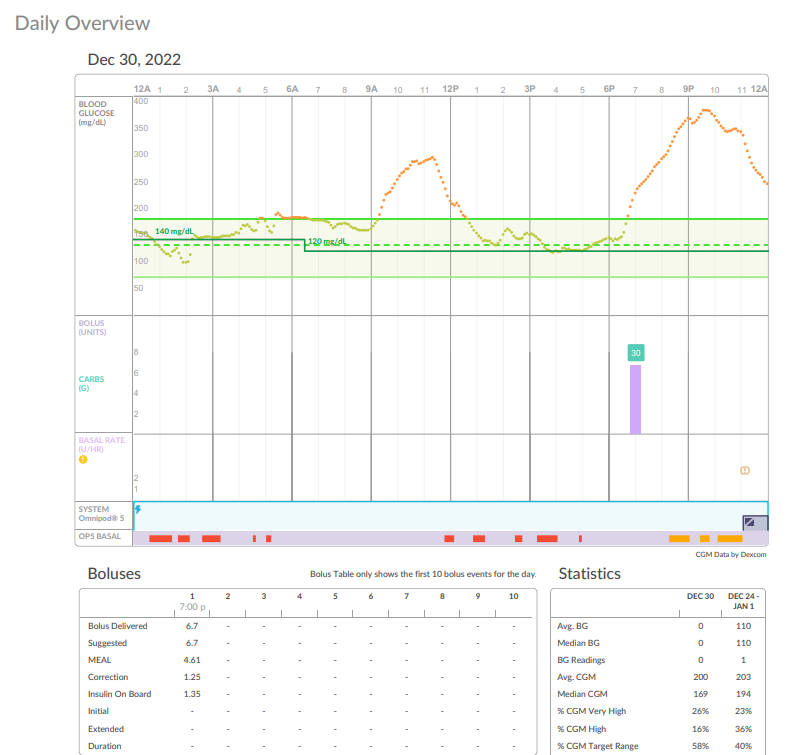 Daily Overview
Dec 30, 2022
12A 1 2 3A 4 5 6A 7 8 9A 10 11 12P 1 2 3P 4 5 6P 7 8 9P 10 11 12A
BLOOD GLUCOSE (mg/dL)
400
350
300
250
200
150
100
50
140 mg/dL
120 mg/dL
BOLUS (UNITS)
8
6
4
2
CARBS (G)
30
BASAL RATE (U/HR)
!
2
1
!
SYSTEM
Omnipod® 5
OP5 BASAL
CGM Data by Dexcom
Boluses
Bolus Table only shows the first 10 bolus events for the day.
1 2 3 4 5 6 7 8 9 10
7:00 p
Bolus Delivered 6.7 - - - - - - - - -
Suggested 6.7 - - - - - - - - -
MEAL 4.61 - - - - - - - - -
Correction 1.25 - - - - - - - - -
Insulin On Board 1.35 - - - - - - - - -
Initial - - - - - - - - - -
Extended - - - - - - - - - -
Duration - - - - - - - - - -
Statistics
DEC 30 DEC 24 - JAN 1
Avg. BG 0 110
Median BG 0 110
BG Readings 0 1
Avg. CGM 200 203
Median CGM 169 194
% CGM Very High 26% 23%
% CGM High 16% 36%
% CGM Target Range 58% 40%